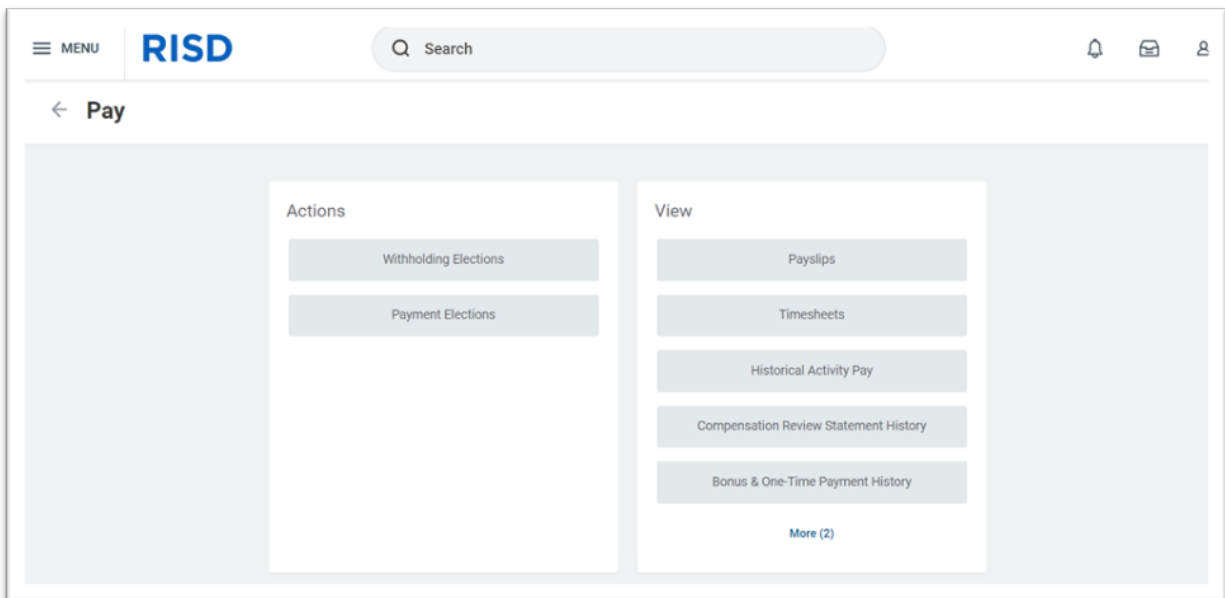 MENU
RISD
Search
Pay
Actions
Withholding Elections
Payment Elections
View
Payslips
Timesheets
Historical Activity Pay
Compensation Review Statement History
Bonus & One-Time Payment History
More (2)